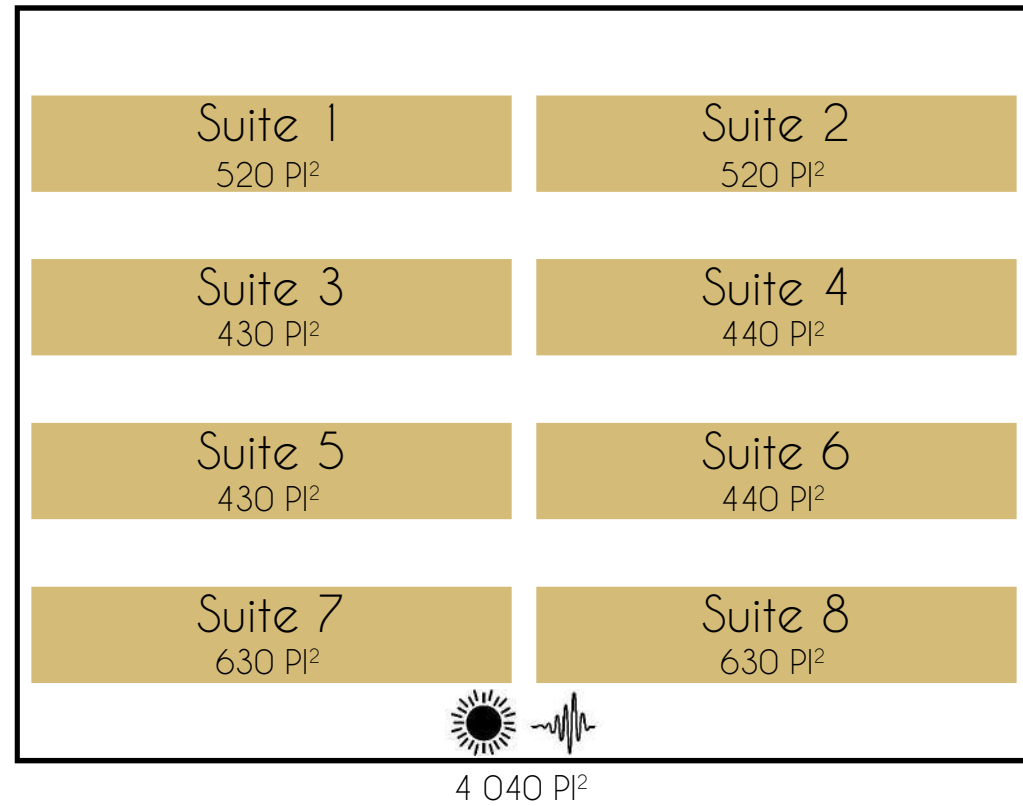 Suite 1
520 PI²
Suite 2
520 PI²
Suite 3
430 PI²
Suite 4
440 PI²
Suite 5
430 PI²
Suite 6
440 PI²
Suite 7
630 PI²
Suite 8
630 PI²
4 040 PI²